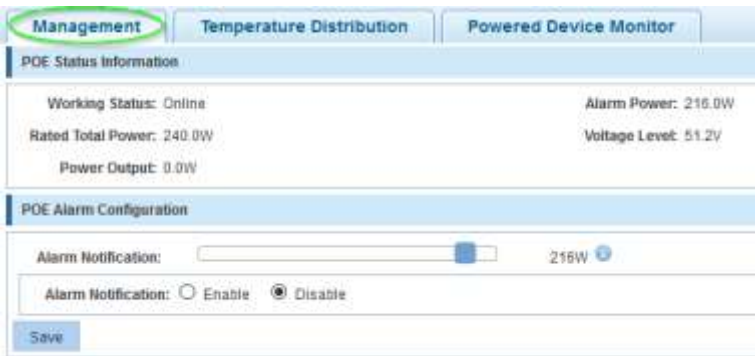 Management Temperature Distribution Powered Device Monitor
POE Status Information
Working Status: Online Alarm Power: 216.0W
Rated Total Power: 240.0W Voltage Level: 51.2V
Power Output: 0.0W
POE Alarm Configuration
Alarm Notification: 216W
Alarm Notification: Enable Disable
Save